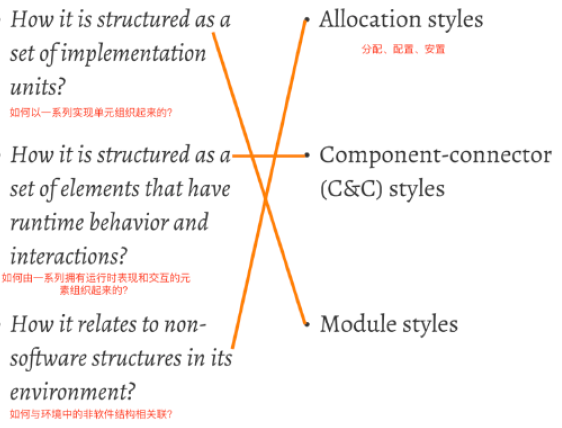 How it is structured as a
set of implementation
units?
如何以一系列实现单元组织起来的?
How it is structured as a
set of elements that have
runtime behavior and
interactions?
如何由一系列拥有运行时表现和交互的元
素组织起来的?
How it relates to non-
software structures in its
environment?
如何与环境中的非软件结构相关联?
• Allocation styles
分配、配置、安置
• Component-connector
(C&C) styles
• Module styles